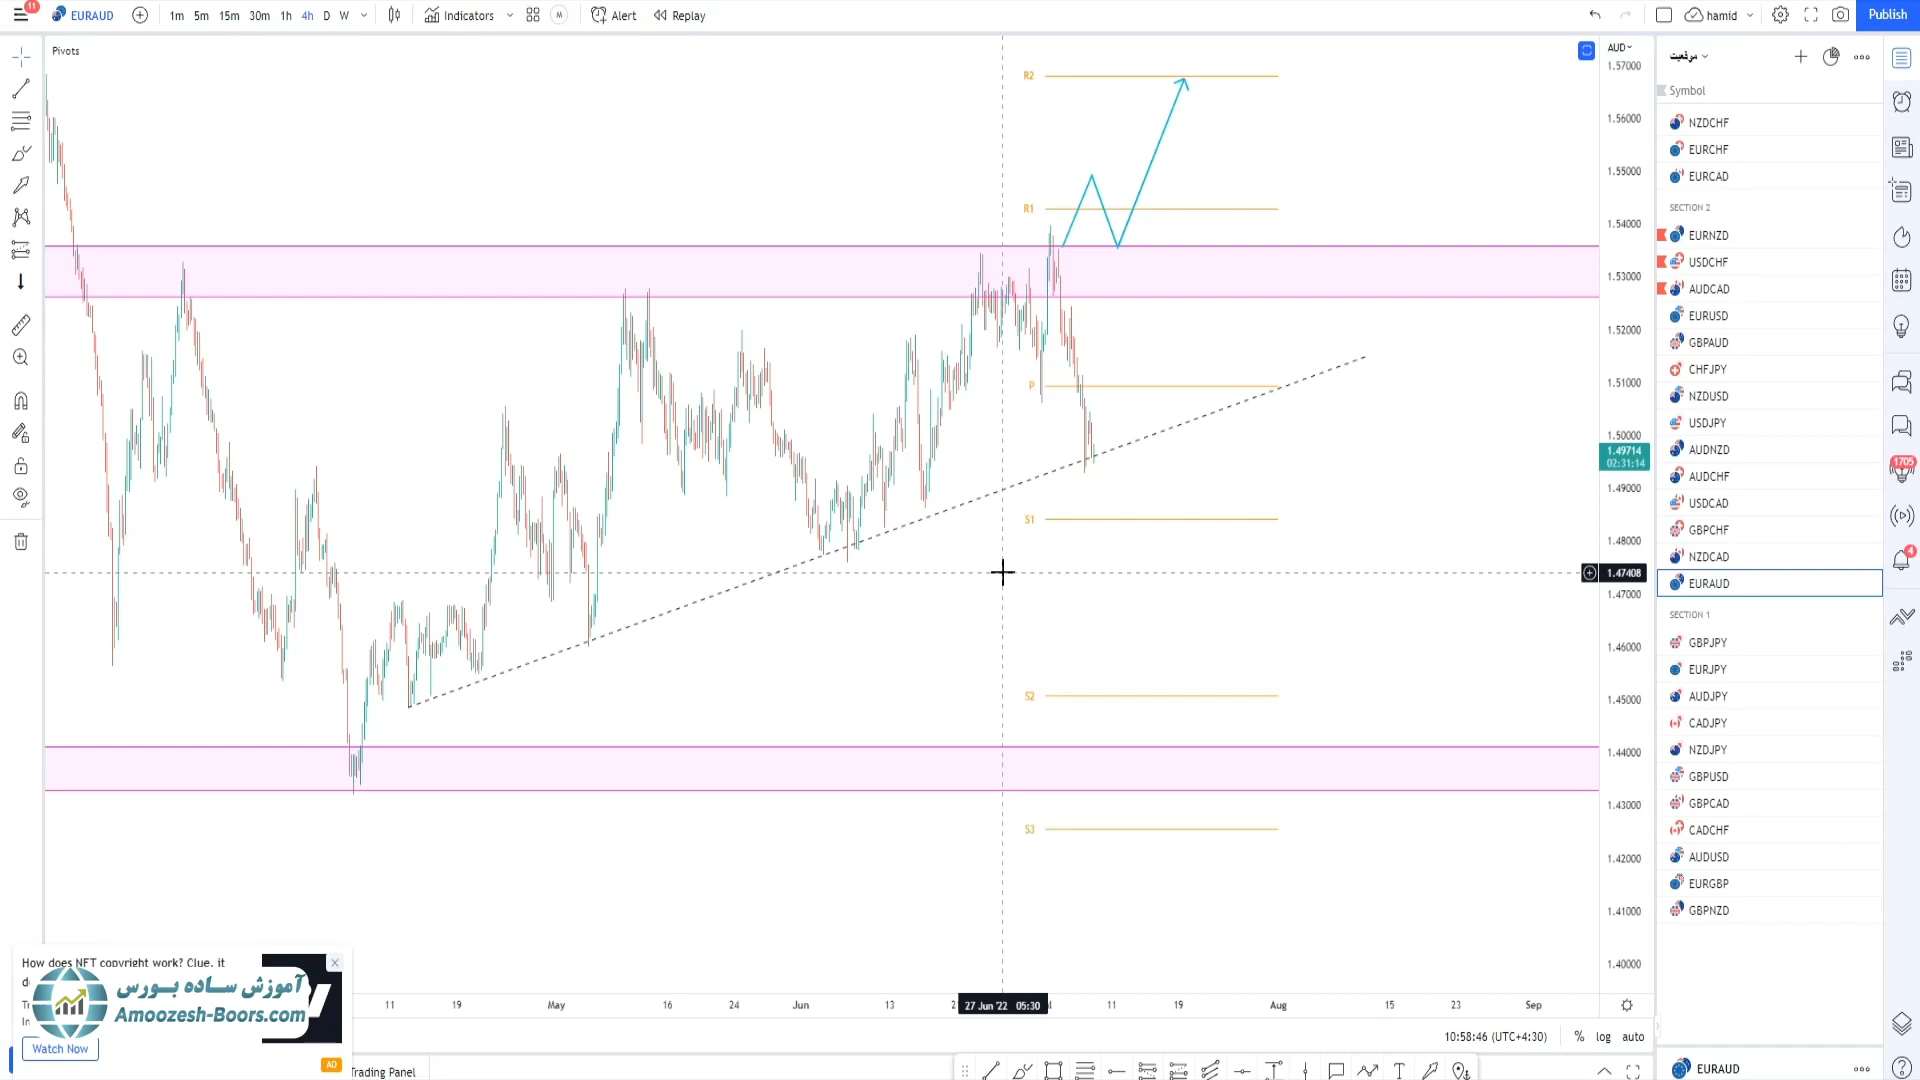 11
EURAUD
1m 5m 15m 30m 1h 4h D W
Indicators
M
Alert
Replay
hamid
Publish
Pivots
AUD
1.57000
1.56000
1.55000
1.54000
1.53000
1.52000
1.51000
1.50000
1.49714
02:31:14
1.49000
1.48000
1.47408
1.47000
1.46000
1.45000
1.44000
1.43000
1.42000
1.41000
1.40000
R2
R1
P
S1
S2
S3
موقعیت
Symbol
NZDCHF
EURCHF
EURCAD
SECTION 2
EURNZD
USDCHF
AUDCAD
EURUSD
GBPAUD
CHFJPY
NZDUSD
USDJPY
AUDNZD
AUDCHF
USDCAD
GBPCHF
NZDCAD
EURAUD
SECTION 1
GBPJPY
EURJPY
AUDJPY
CADJPY
NZDJPY
GBPUSD
GBPCAD
CADCHF
AUDUSD
EURGBP
GBPNZD
1705
4
How does NFT copyright work? Clue, it
آموزش ساده بورس
Amoozesh-Boors.com
Watch Now
AD
11 19 May 16 24 Jun 13 27 Jun '22 05:30 11 19 Aug 15 23 Sep
10:58:46 (UTC+4:30) % log auto
Trading Panel
EURAUD